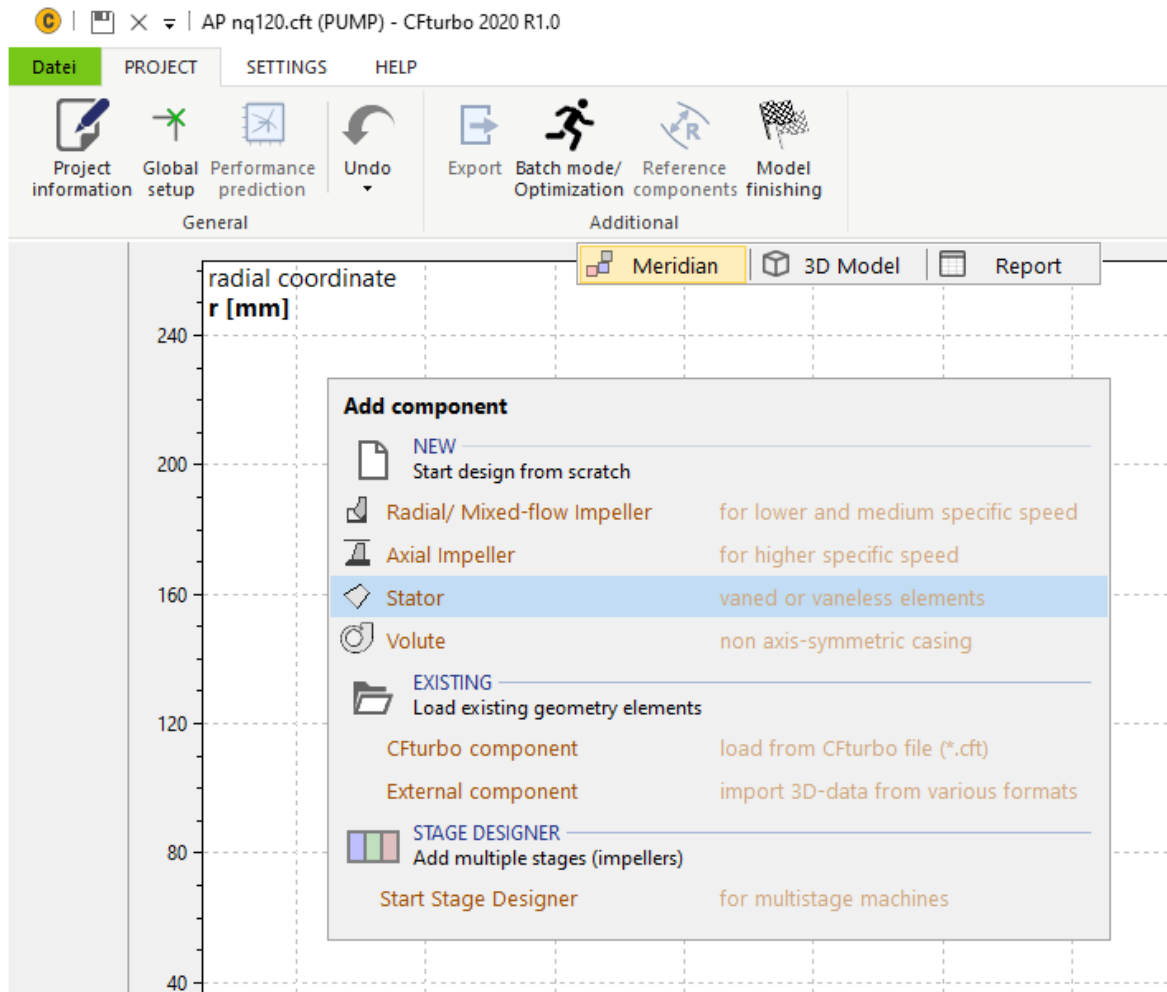 C AP nq120.cft (PUMP) - CFturbo 2020 R1.0
Datei PROJECT SETTINGS HELP
Project information
Global setup
Performance prediction
Undo
Export
Batch mode/ Optimization
Reference components
Model finishing
General
Additional
Meridian 3D Model Report
radial coordinate
r [mm]
240
200
160
120
80
40
Add component
NEW
Start design from scratch
Radial/ Mixed-flow Impeller for lower and medium specific speed
Axial Impeller for higher specific speed
Stator vaned or vaneless elements
Volute non axis-symmetric casing
EXISTING
Load existing geometry elements
CFturbo component load from CFturbo file (*.cft)
External component import 3D-data from various formats
STAGE DESIGNER
Add multiple stages (impellers)
Start Stage Designer for multistage machines